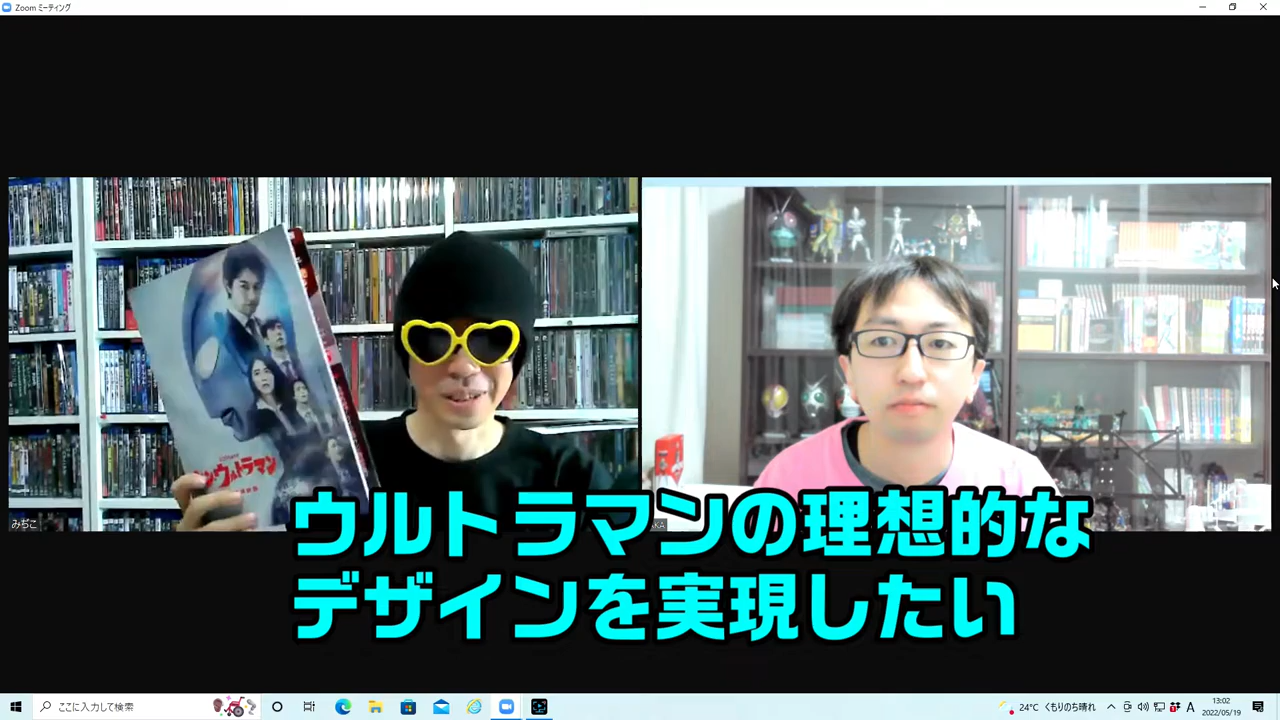 Zoom ミーティング
シン・ウルトラマン
みぢこ
ウルトラマンの理想的な
デザインを実現したい
ここに入力して検索
24°C くもりのち晴れ
A
13:02
2022/05/19